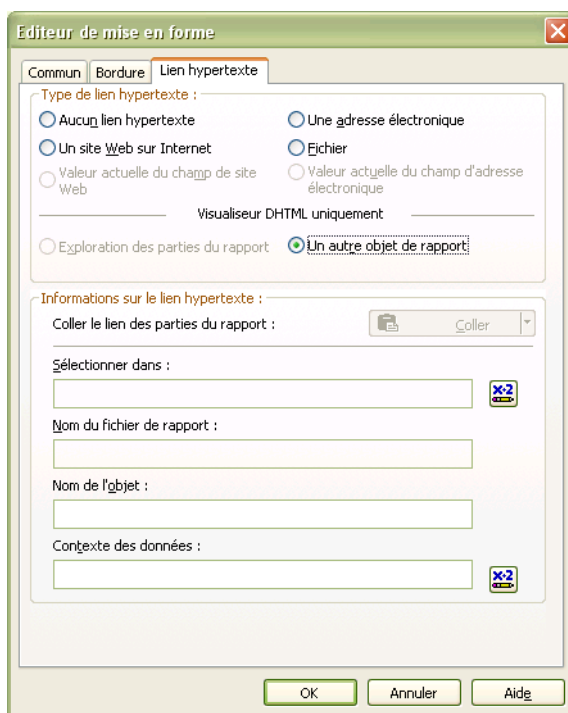 Editeur de mise en forme
Commun Bordure Lien hypertexte
Type de lien hypertexte :
Aucun lien hypertexte Une adresse électronique
Un site Web sur Internet Fichier
Valeur actuelle du champ de site Valeur actuelle du champ d'adresse
Web électronique
Visualiseur DHTML uniquement
Exploration des parties du rapport Un autre objet de rapport
Informations sur le lien hypertexte :
Coller le lien des parties du rapport : Coller
Sélectionner dans :
X+2
Nom du fichier de rapport :
Nom de l'objet :
Contexte des données :
X+2
OK Annuler Aide